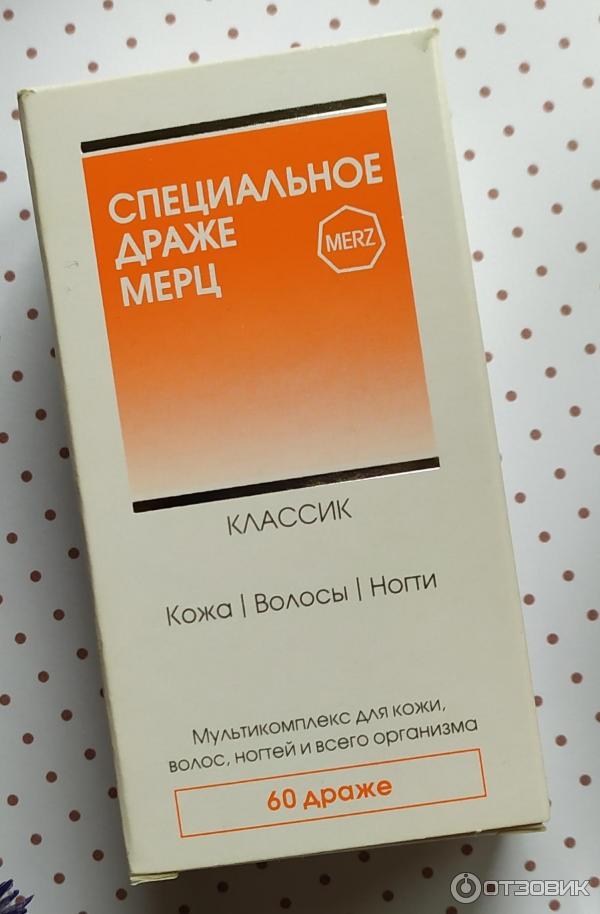 СПЕЦИАЛЬНОЕ
ДРАЖЕ
МЕРЦ
MERZ
КЛАССИК
Кожа | Волосы | Ногти
Мультикомплекс для кожи,
волос, ногтей и всего организма
60 драже
ОТЗОВИК